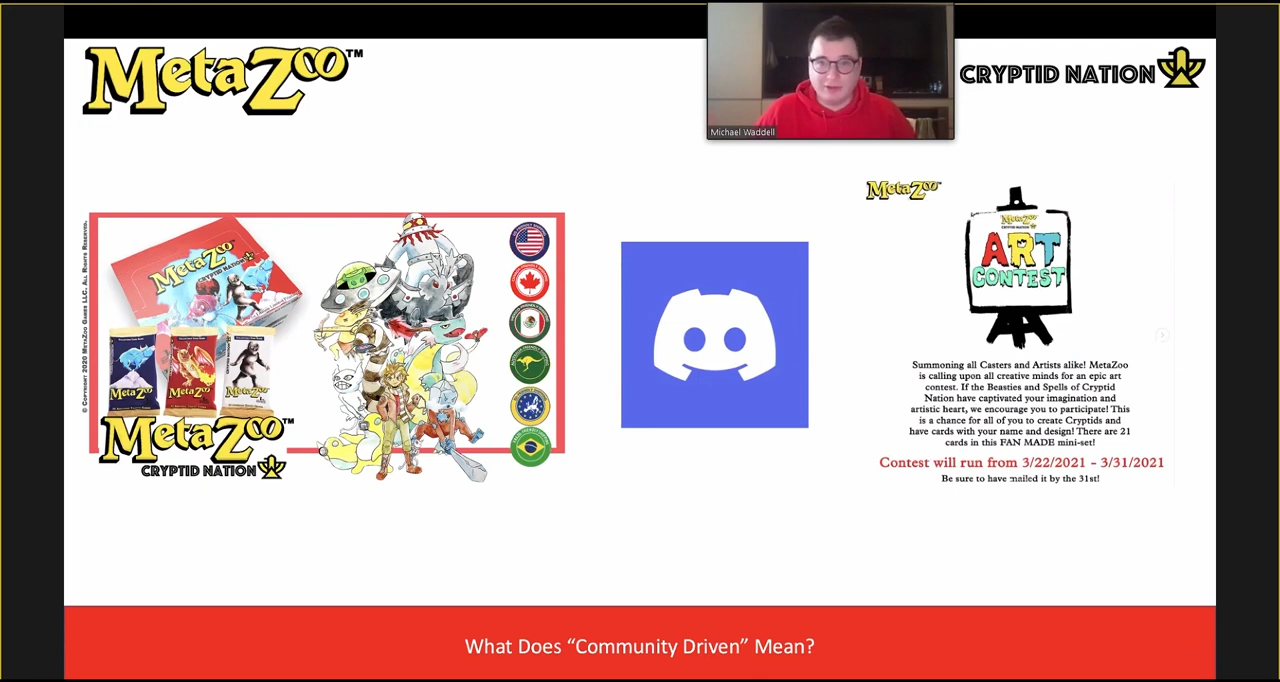 MetaZoo™
Michael Waddell
CRYPTID NATION
© COPYRIGHT 2020 METAZOO GAMES LLC. ALL RIGHTS RESERVED.
MetaZoo
CRYPTID NATION
MetaZoo
MetaZoo
MetaZoo
MetaZoo™
CRYPTID NATION
MetaZoo™
MetaZoo
CRYPTID NATION
ART
CONTEST
Summoning all Casters and Artists alike! MetaZoo
is calling upon all creative minds for an epic art
contest. If the Beasties and Spells of Cryptid
Nation have captivated your imagination and
artistic heart, we encourage you to participate! This
is a chance for all of you to create Cryptids and
have cards with your name and design! There are 21
cards in this FAN MADE mini-set!
Contest will run from 3/22/2021 - 3/31/2021
Be sure to have mailed it by the 31st!
What Does “Community Driven” Mean?